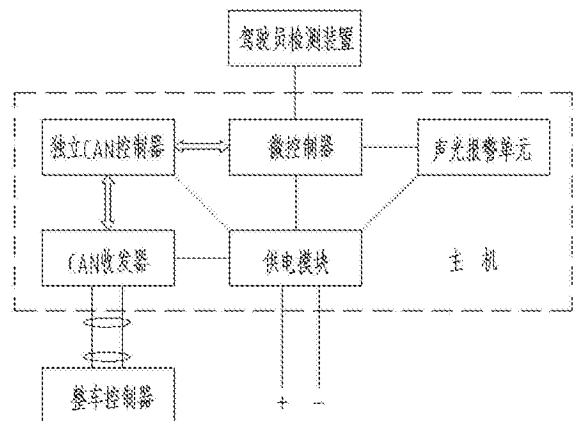 驾驶员检测装置
独立CAN控制器
微控制器
声光报警单元
CAN收发器
供电模块
主 机
整车控制器
+ -